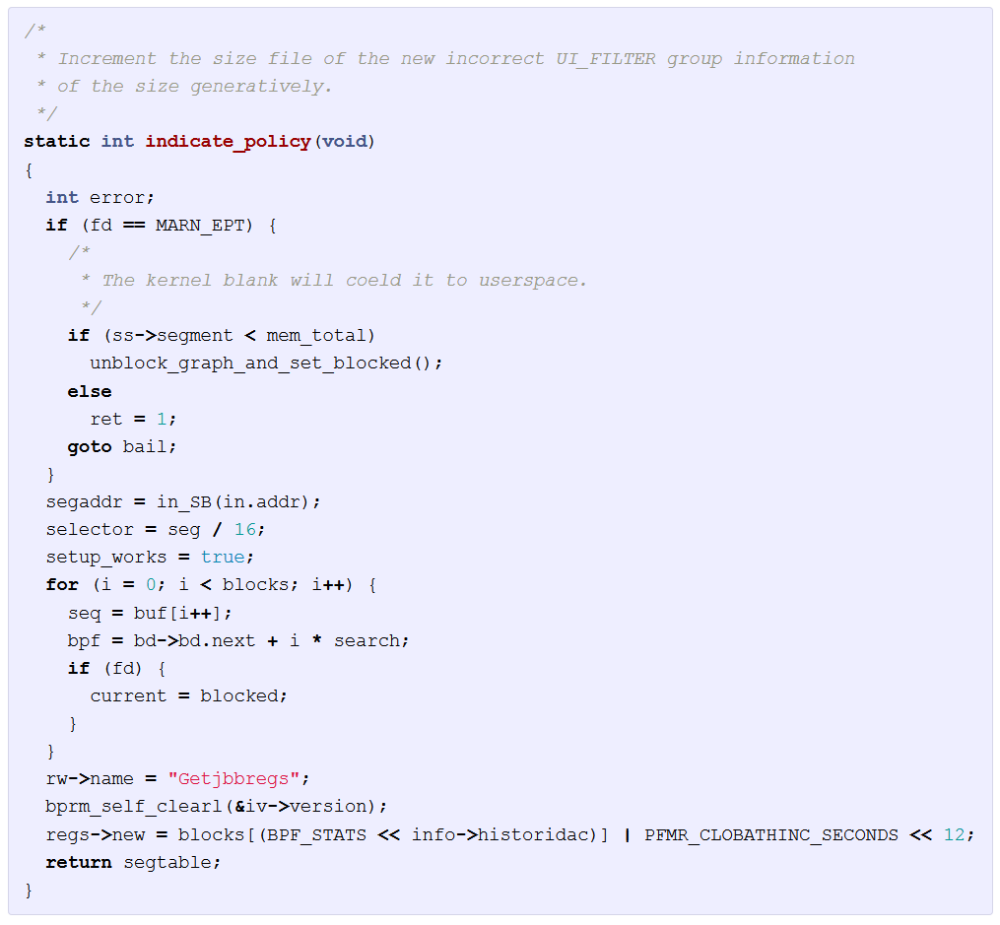 /*
 * Increment the size file of the new incorrect UI_FILTER group information
 * of the size generatively.
 */
static int indicate_policy(void)
{
  int error;
  if (fd == MARN_EPT) {
    /*
     * The kernel blank will coeld it to userspace.
     */
    if (ss->segment < mem_total)
      unblock_graph_and_set_blocked();
    else
      ret = 1;
    goto bail;
  }
  segaddr = in_SB(in.addr);
  selector = seg / 16;
  setup_works = true;
  for (i = 0; i < blocks; i++) {
    seq = buf[i++];
    bpf = bd->bd.next + i * search;
    if (fd) {
      current = blocked;
    }
  }
  rw->name = "Getjbbregs";
  bprm_self_clearl(&iv->version);
  regs->new = blocks[(BPF_STATS << info->historidac)] | PFMR_CLOBATHINC_SECONDS << 12;
  return segtable;
}